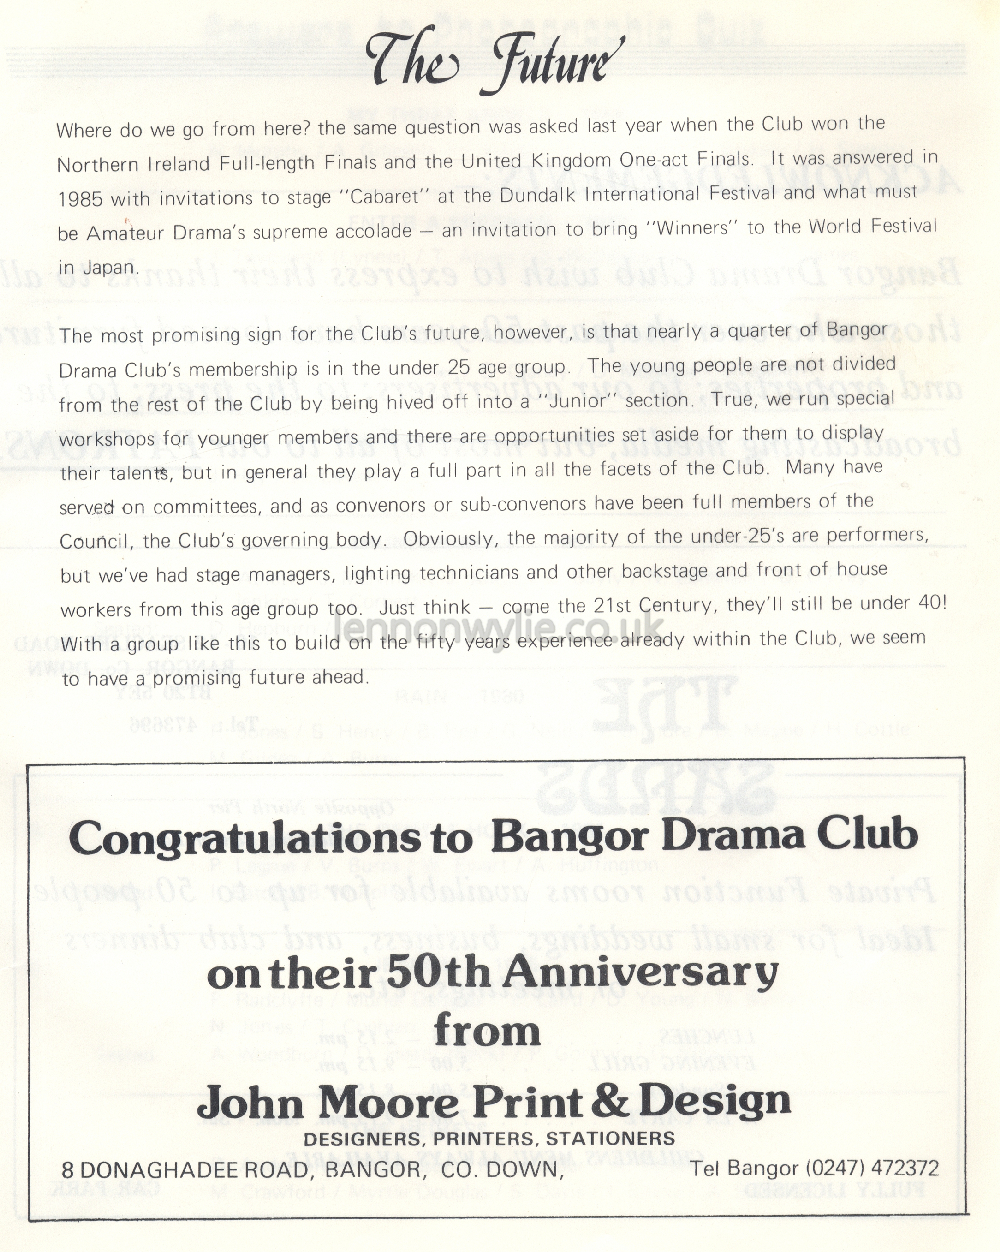 The Future
Where do we go from here? the same question was asked last year when the Club won the
Northern Ireland Full-length Finals and the United Kingdom One-act Finals. It was answered in
1985 with invitations to stage "Cabaret" at the Dundalk International Festival and what must
be Amateur Drama's supreme accolade — an invitation to bring "Winners" to the World Festival
in Japan.
The most promising sign for the Club's future, however, is that nearly a quarter of Bangor
Drama Club's membership is in the under 25 age group. The young people are not divided
from the rest of the Club by being hived off into a "Junior" section. True, we run special
workshops for younger members and there are opportunities set aside for them to display
their talents, but in general they play a full part in all the facets of the Club. Many have
served on committees, and as convenors or sub-convenors have been full members of the
Council, the Club's governing body. Obviously, the majority of the under-25's are performers,
but we've had stage managers, lighting technicians and other backstage and front of house
workers from this age group too. Just think — come the 21st Century, they'll still be under 40!
lennonwylie.co.uk
With a group like this to build on the fifty years experience already within the Club, we seem
to have a promising future ahead.
Congratulations to Bangor Drama Club
on their 50th Anniversary
from
John Moore Print & Design
DESIGNERS, PRINTERS, STATIONERS
8 DONAGHADEE ROAD, BANGOR, CO. DOWN, Tel Bangor (0247) 472372